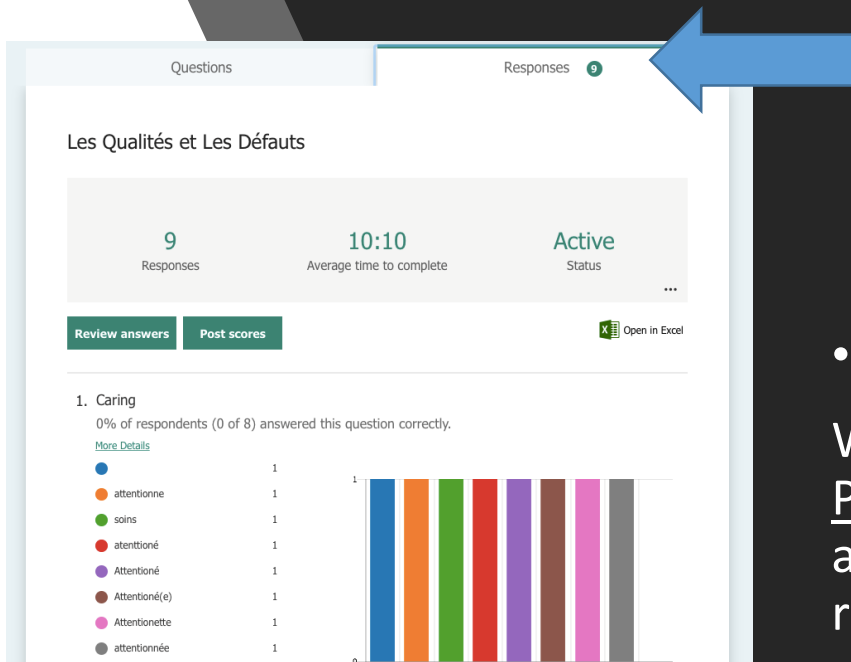 Questions
Responses 9
Les Qualités et Les Défauts
9 10:10 Active
Responses Average time to complete Status
...
Review answers Post scores Open in Excel
1. Caring
0% of respondents (0 of 8) answered this question correctly.
More Details
1
attentionne 1
soins 1
atenttioné 1
Attentioné 1
Attentioné(e) 1
Attentionette 1
attentionnée 1
1
0